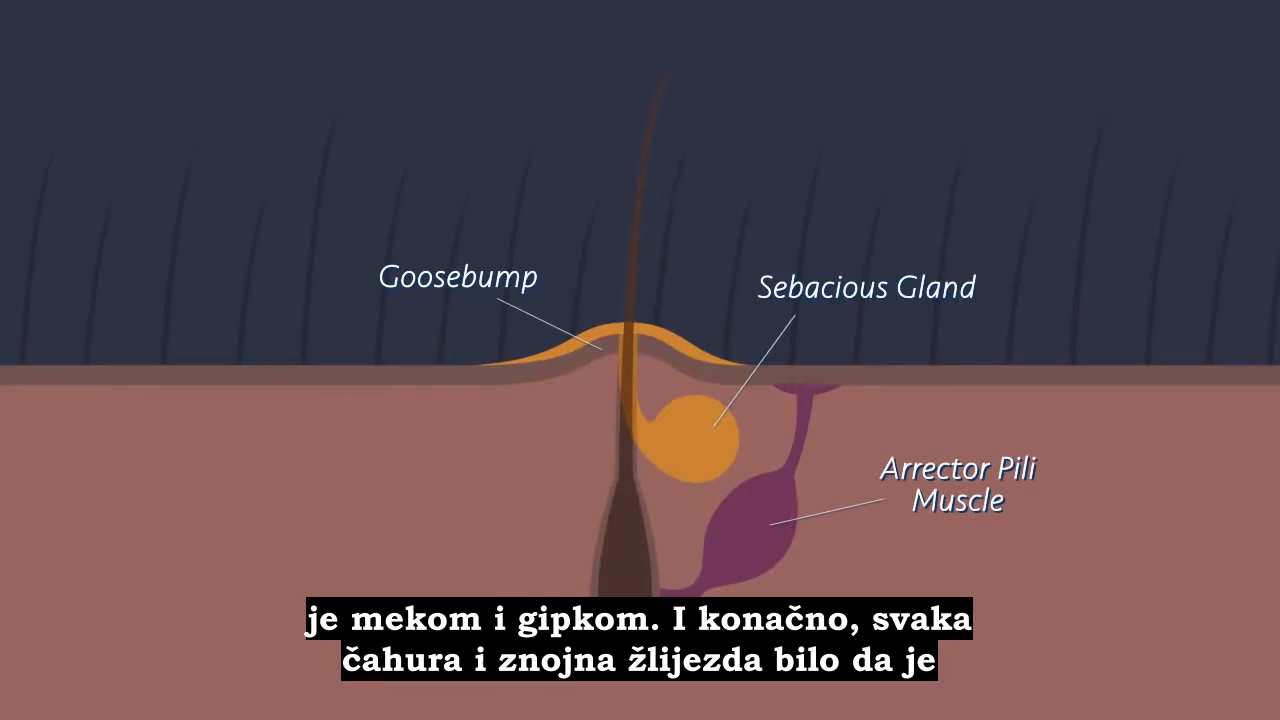 Goosebump
Sebacious Gland
Arrector Pili
Muscle
je mekom i gipkom. I konačno, svaka
čahura i znojna žlijezda bilo da je